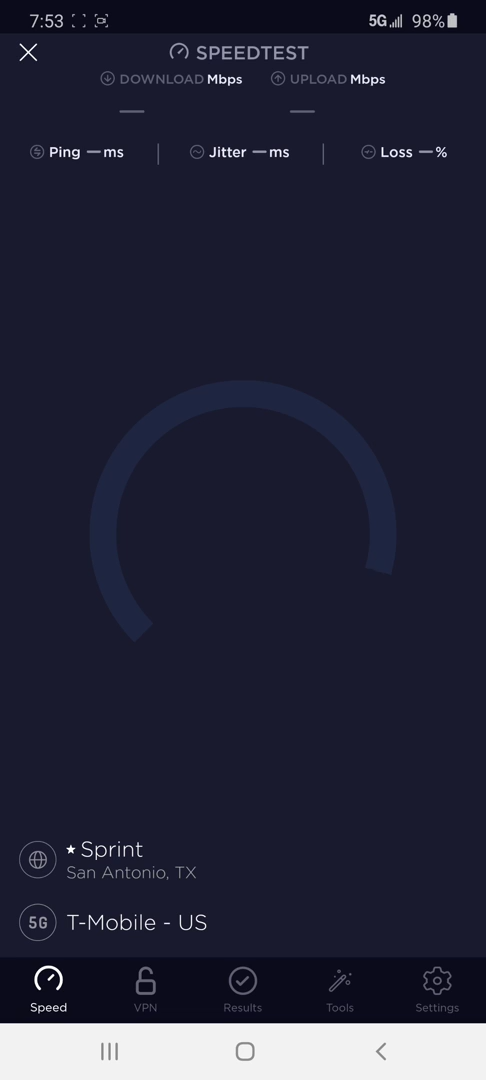 7:53 5G 98%
SPEEDTEST
DOWNLOAD Mbps UPLOAD Mbps
— —
Ping — ms | Jitter — ms | Loss — %
★ Sprint
San Antonio, TX
5G T-Mobile - US
Speed VPN Results Tools Settings